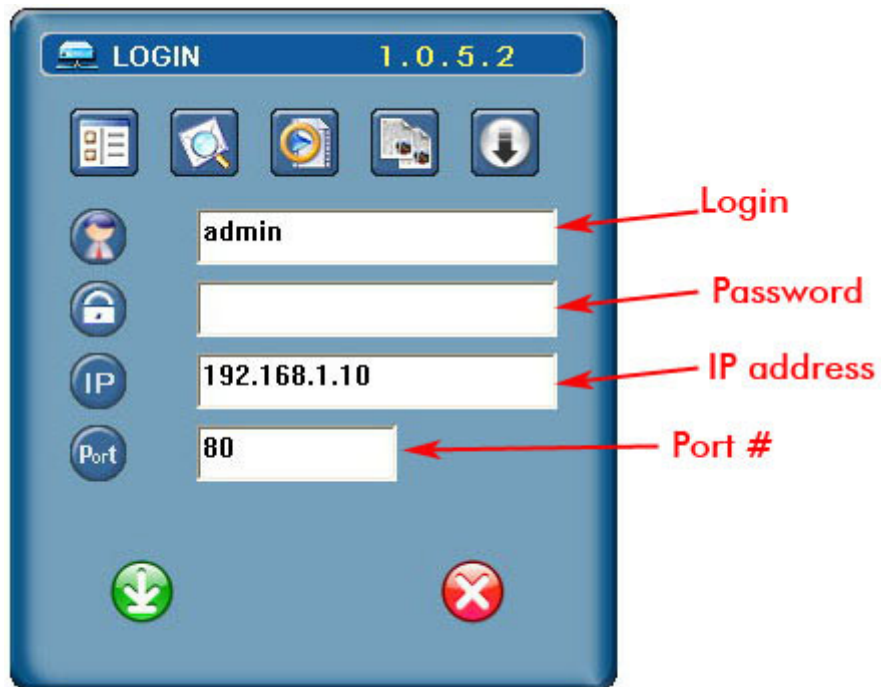 LOGIN 1.0.5.2
admin Login
Password
IP 192.168.1.10 IP address
Port 80 Port #